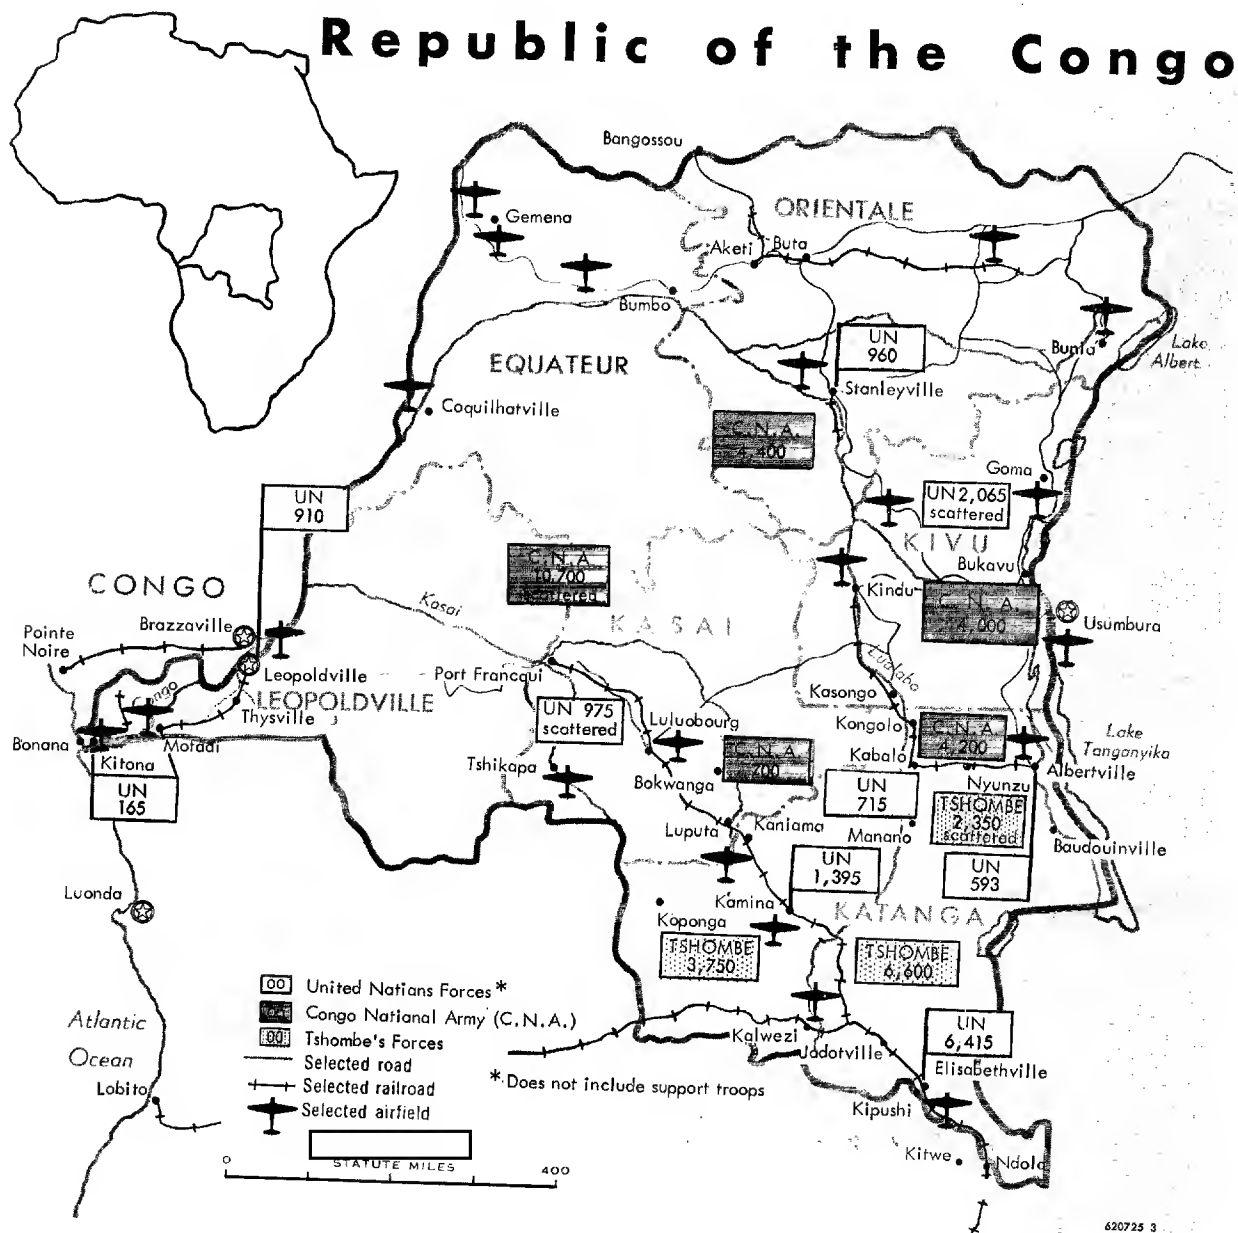 Republic of the Congo
Bangossou
ORIENTALE
Gemena
Aketi
Buta
Bumbo
UN
960
Bunia
Lake
Albert
EQUATEUR
Stanleyville
Coquilhatville
C.N.A.
4,400
Goma
UN 2,065
scattered
UN
910
KIVU
C.N.A
10,700
scattered
Bukavu
CONGO
Kasai
Kindu
C.N.A.
14,000
Usumbura
Brazzaville
KASAI
Pointe
Noire
Leopoldville
Port Francqui
Lualaba
Congo
LEOPOLDVILLE
Kasongo
Thysville
UN 975
scattered
Luluabourg
Kongolo
C.N.A.
4,200
Lake
Tanganyika
Banana
Matadi
Kitona
Tshikapa
C.N.A.
700
Kabalo
Albertville
Bokwanga
Nyunzu
UN
165
UN
715
TSHOMBE
2,350
scattered
Luputa
Kaniama
Manano
Baudouinville
UN
1,395
UN
593
Luanda
Kamina
KATANGA
Kaponga
TSHOMBE
3,750
TSHOMBE
6,600
00 United Nations Forces*
Congo National Army (C.N.A.)
00 Tshombe's Forces
Selected road
Selected railroad
Selected airfield
Atlantic
Ocean
Kalwezi
Jadotville
UN
6,415
Elisabethville
* Does not include support troops
Lobito
Kipushi
Kitwe
Ndola
STATUTE MILES
0
400
620725 3